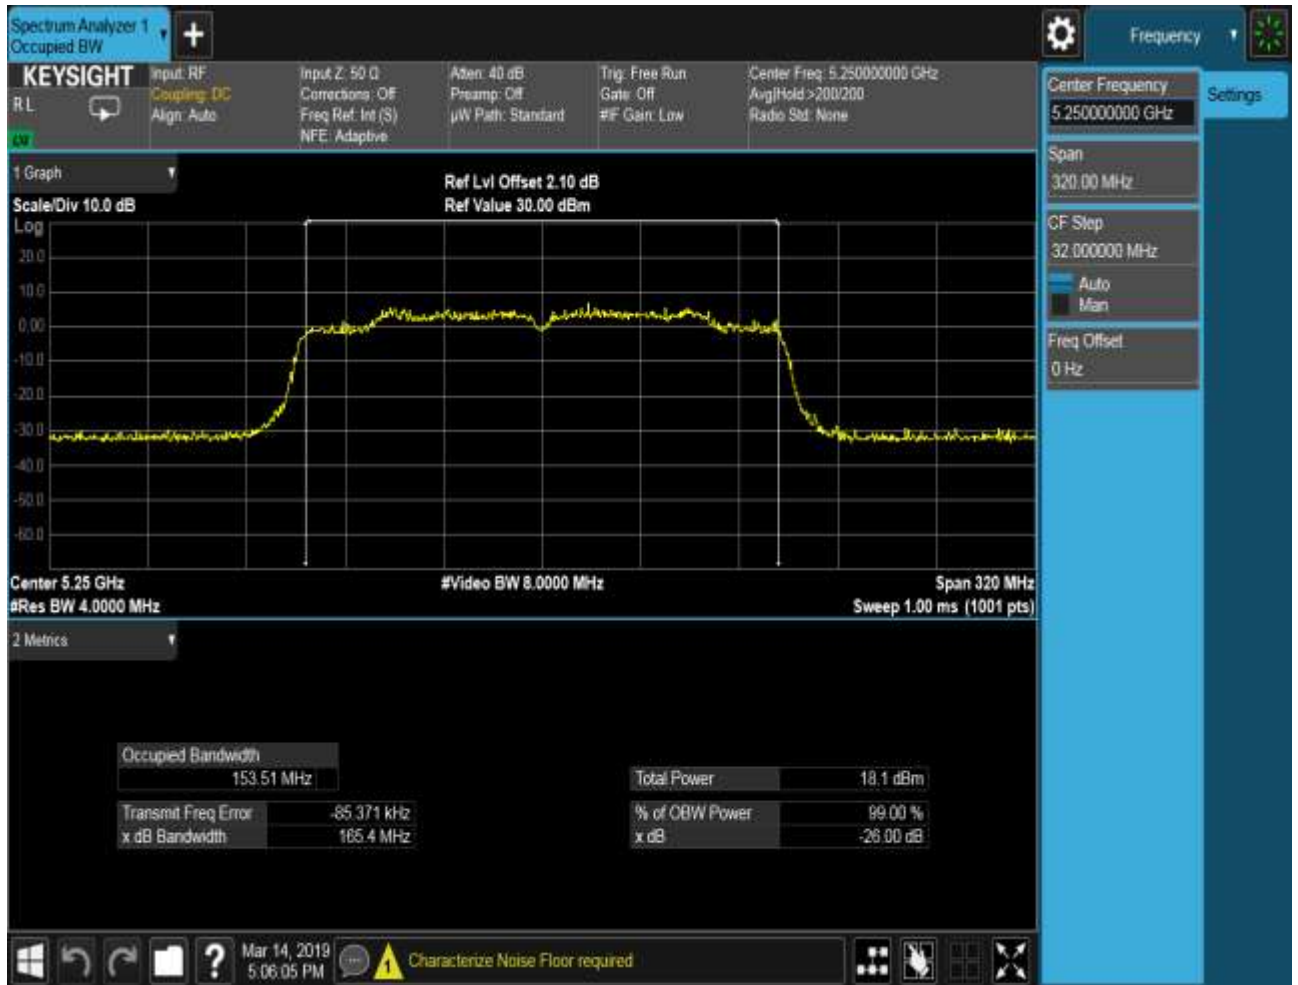 Spectrum Analyzer 1
Occupied BW
Frequency
KEYSIGHT
R L
Input: RF
Coupling: DC
Align: Auto
Input Z: 50 Ω
Corrections: Off
Freq Ref: Int (S)
NFE: Adaptive
Atten: 40 dB
Preamp: Off
µW Path: Standard
Trig: Free Run
Gate: Off
#IF Gain: Low
Center Freq: 5.250000000 GHz
Avg|Hold:>200/200
Radio Std: None
Center Frequency
5.250000000 GHz
Settings
Span
320.00 MHz
CF Step
32.000000 MHz
Auto
Man
Freq Offset
0 Hz
1 Graph
Scale/Div 10.0 dB
Ref Lvl Offset 2.10 dB
Ref Value 30.00 dBm
Log
20.0
10.0
0.00
-10.0
-20.0
-30.0
-40.0
-50.0
-60.0
Center 5.25 GHz
#Video BW 8.0000 MHz
Span 320 MHz
#Res BW 4.0000 MHz
Sweep 1.00 ms (1001 pts)
2 Metrics
Occupied Bandwidth
153.51 MHz
Total Power 18.1 dBm
Transmit Freq Error -85.371 kHz
% of OBW Power 99.00 %
x dB Bandwidth 165.4 MHz
x dB -26.00 dB
?
Mar 14, 2019
5:06:05 PM
1
Characterize Noise Floor required